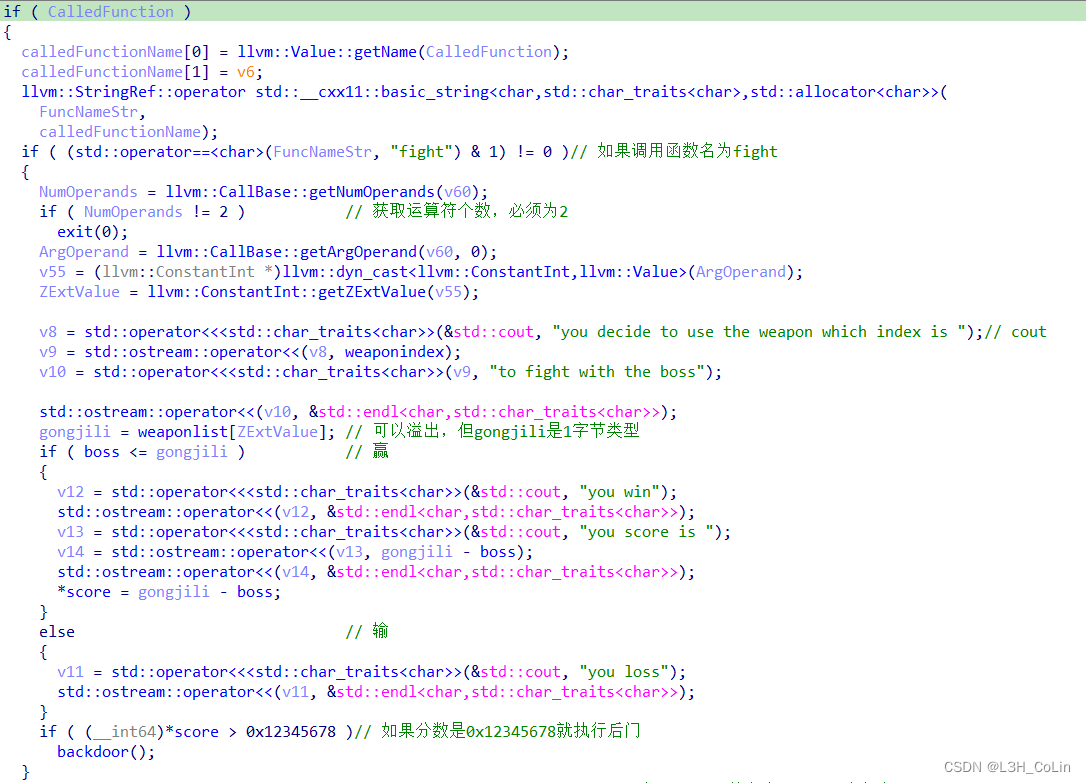 if ( CalledFunction )
{
calledFunctionName[0] = llvm::Value::getName(CalledFunction);
calledFunctionName[1] = v6;
llvm::StringRef::operator std::__cxx11::basic_string<char,std::char_traits<char>,std::allocator<char>>(
FuncNameStr,
calledFunctionName);
if ( (std::operator==<char>(FuncNameStr, "fight") & 1) != 0 )// 如果调用函数名为fight
{
NumOperands = llvm::CallBase::getNumOperands(v60);
if ( NumOperands != 2 ) // 获取运算符个数，必须为2
exit(0);
ArgOperand = llvm::CallBase::getArgOperand(v60, 0);
v55 = (llvm::ConstantInt *)llvm::dyn_cast<llvm::ConstantInt,llvm::Value>(ArgOperand);
ZExtValue = llvm::ConstantInt::getZExtValue(v55);
v8 = std::operator<<<std::char_traits<char>>(&std::cout, "you decide to use the weapon which index is ");// cout
v9 = std::ostream::operator<<(v8, weaponindex);
v10 = std::operator<<<std::char_traits<char>>(v9, "to fight with the boss");
std::ostream::operator<<(v10, &std::endl<char,std::char_traits<char>>);
gongjili = weaponlist[ZExtValue]; // 可以溢出，但gongjili是1字节类型
if ( boss <= gongjili ) // 赢
{
v12 = std::operator<<<std::char_traits<char>>(&std::cout, "you win");
std::ostream::operator<<(v12, &std::endl<char,std::char_traits<char>>);
v13 = std::operator<<<std::char_traits<char>>(&std::cout, "you score is ");
v14 = std::ostream::operator<<(v13, gongjili - boss);
std::ostream::operator<<(v14, &std::endl<char,std::char_traits<char>>);
*score = gongjili - boss;
}
else // 输
{
v11 = std::operator<<<std::char_traits<char>>(&std::cout, "you loss");
std::ostream::operator<<(v11, &std::endl<char,std::char_traits<char>>);
}
if ( (__int64)*score > 0x12345678 )// 如果分数是0x12345678就执行后门
backdoor();
}
CSDN @L3H_CoLin